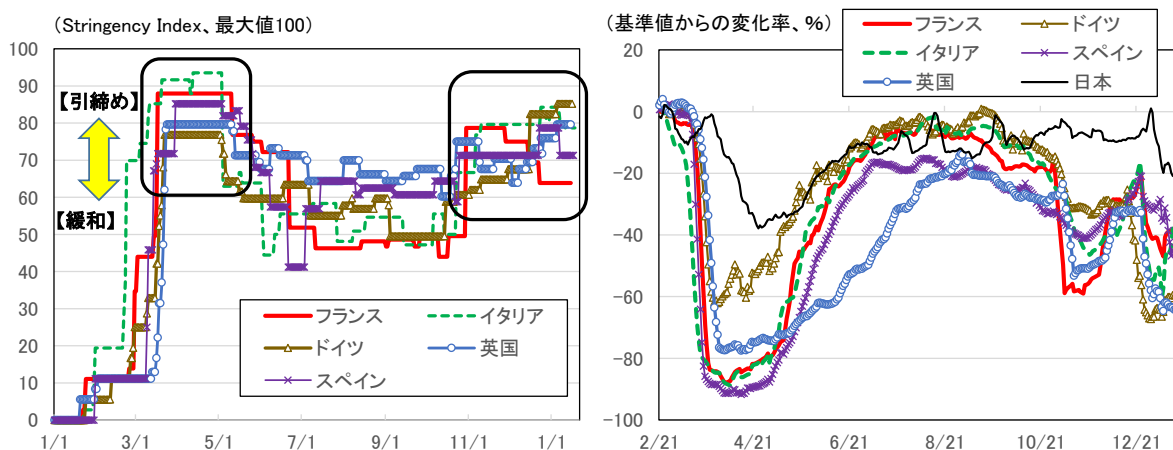 (Stringency Index、最大値100)
100
90
80
70
60
50
40
30
20
10
0
【引締め】
【緩和】
フランス
イタリア
ドイツ
英国
スペイン
1/1
3/1
5/1
7/1
9/1
11/1
1/1
(基準値からの変化率、%)
フランス
ドイツ
イタリア
スペイン
英国
日本
20
0
−20
−40
−60
−80
−100
2/21
4/21
6/21
8/21
10/21
12/21